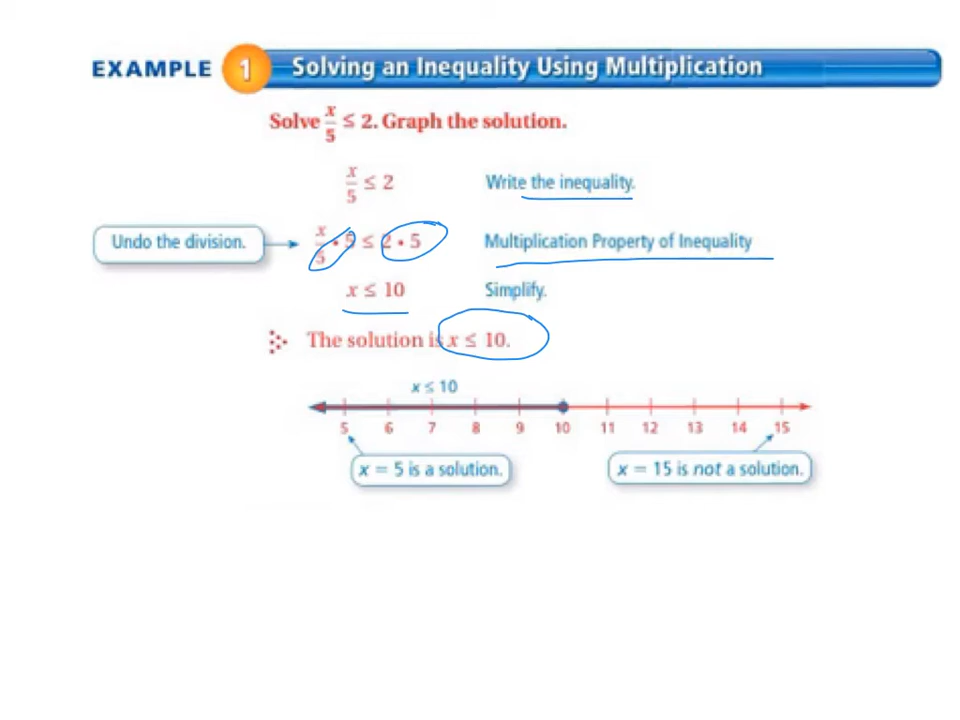 EXAMPLE 1 Solving an Inequality Using Multiplication
Solve x/5 ≤ 2. Graph the solution.
x/5 ≤ 2 Write the inequality.
Undo the division. x/5 • 5 ≤ 2 • 5 Multiplication Property of Inequality
x ≤ 10 Simplify.
The solution is x ≤ 10.
x ≤ 10
5 6 7 8 9 10 11 12 13 14 15
x = 5 is a solution. x = 15 is not a solution.